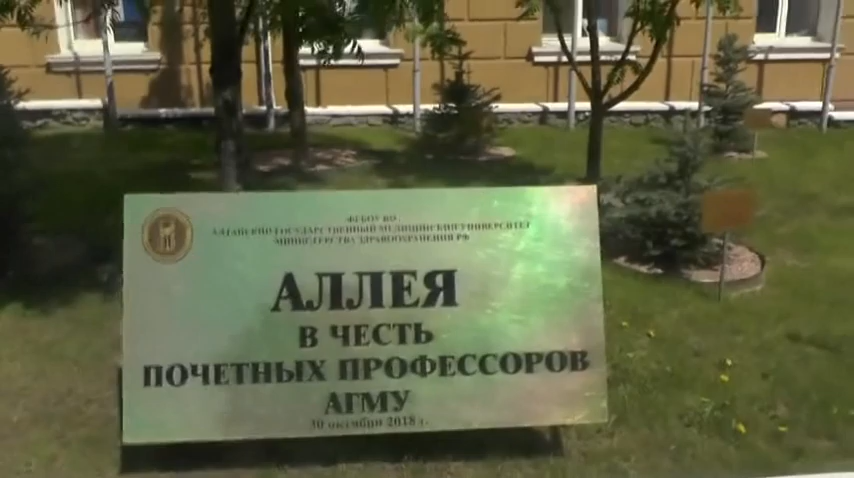 ФГБОУ ВО
АЛТАЙСКИЙ ГОСУДАРСТВЕННЫЙ МЕДИЦИНСКИЙ УНИВЕРСИТЕТ
МИНИСТЕРСТВА ЗДРАВООХРАНЕНИЯ РФ
АЛЛЕЯ
В ЧЕСТЬ
ПОЧЕТНЫХ ПРОФЕССОРОВ
АГМУ
30 октября 2018 г.